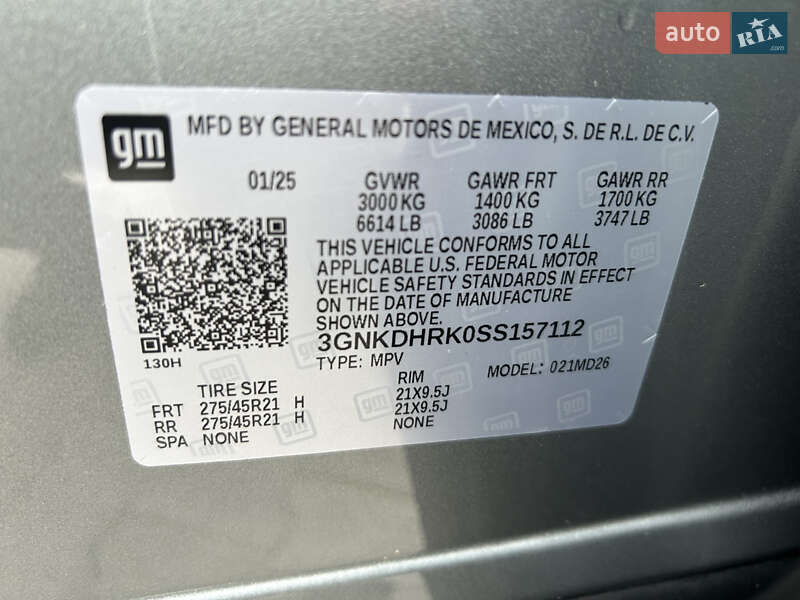 auto RIA.com
gm MFD BY GENERAL MOTORS DE MEXICO, S. DE R.L. DE C.V.
01/25 GVWR GAWR FRT GAWR RR
3000 KG 1400 KG 1700 KG
6614 LB 3086 LB 3747 LB
THIS VEHICLE CONFORMS TO ALL
APPLICABLE U.S. FEDERAL MOTOR
VEHICLE SAFETY STANDARDS IN EFFECT
ON THE DATE OF MANUFACTURE
SHOWN ABOVE.
3GNKDHRK0SS157112
130H TYPE: MPV MODEL: 021MD26
TIRE SIZE RIM
FRT 275/45R21 H 21X9.5J
RR 275/45R21 H 21X9.5J
SPA NONE NONE